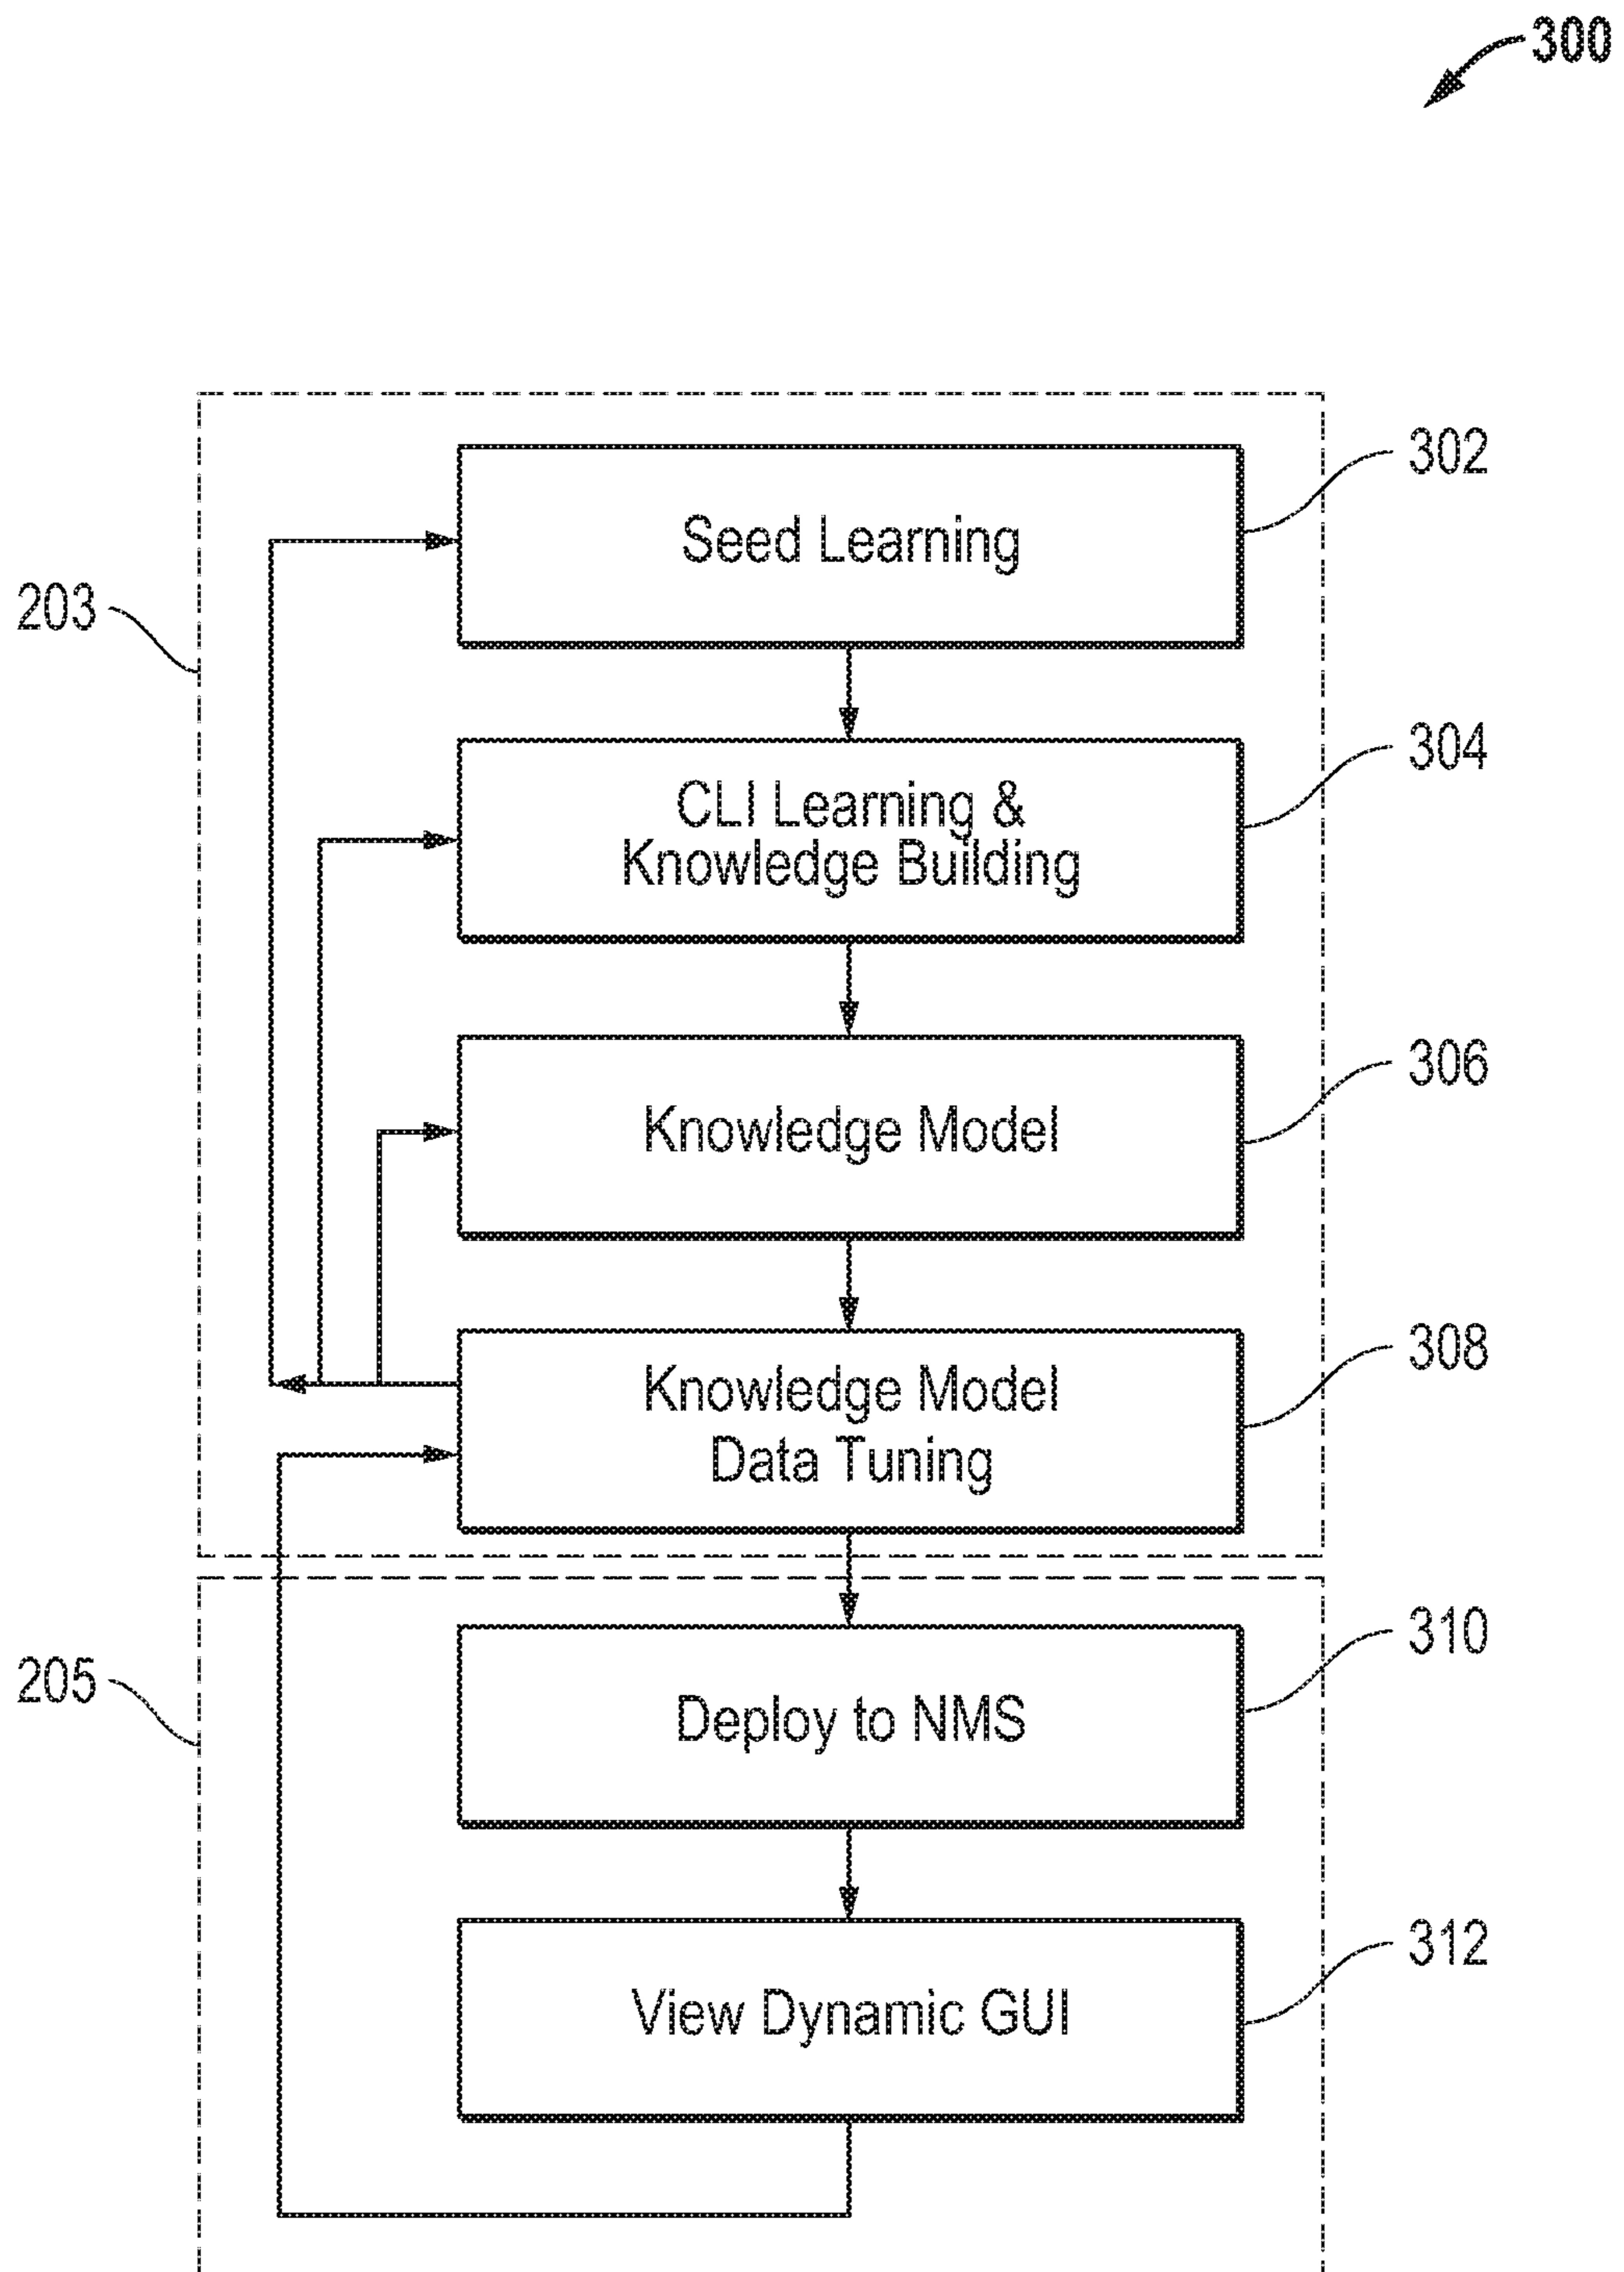 300
302
Seed Learning
203
304
CLI Learning &
Knowledge Building
306
Knowledge Model
308
Knowledge Model
Data Tuning
310
205
Deploy to NMS
312
View Dynamic GUI